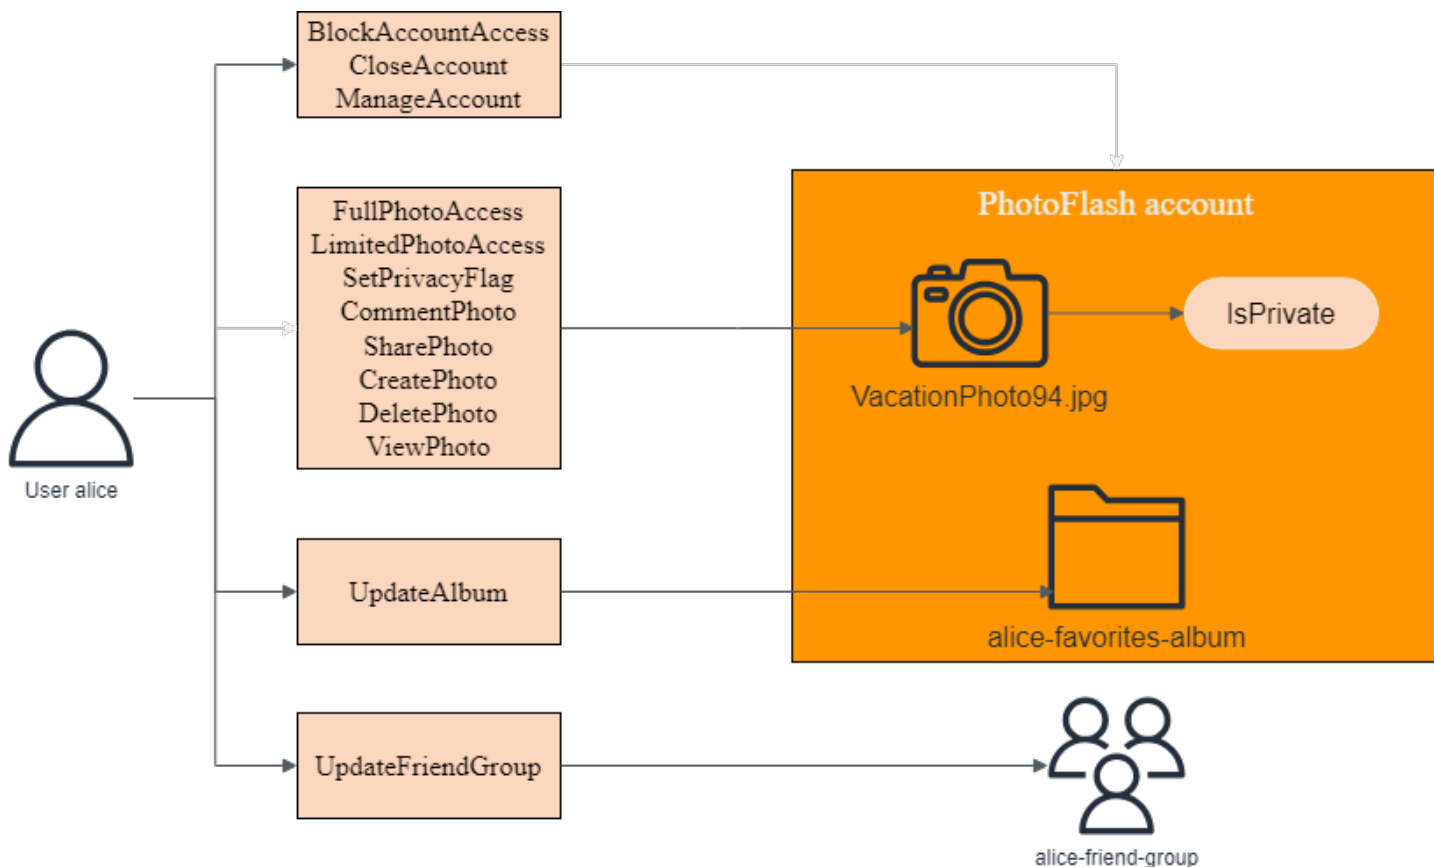 BlockAccountAccess
CloseAccount
ManageAccount
PhotoFlash account
FullPhotoAccess
LimitedPhotoAccess
SetPrivacyFlag
CommentPhoto
SharePhoto
CreatePhoto
DeletePhoto
ViewPhoto
IsPrivate
VacationPhoto94.jpg
User alice
UpdateAlbum
alice-favorites-album
UpdateFriendGroup
alice-friend-group